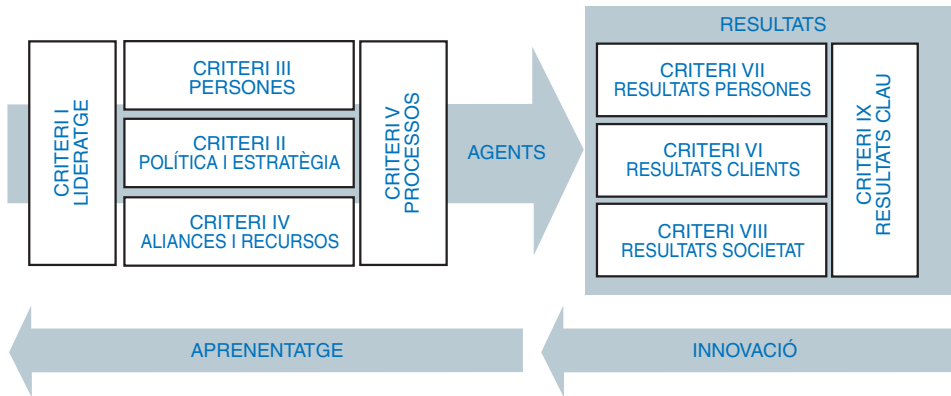 CRITERI I
LIDERATGE
CRITERI III
PERSONES
CRITERI II
POLÍTICA I ESTRATÈGIA
CRITERI IV
ALIANCES I RECURSOS
CRITERI V
PROCESSOS
AGENTS
RESULTATS
CRITERI VII
RESULTATS PERSONES
CRITERI VI
RESULTATS CLIENTS
CRITERI VIII
RESULTATS SOCIETAT
CRITERI IX
RESULTATS CLAU
APRENENTATGE
INNOVACIÓ